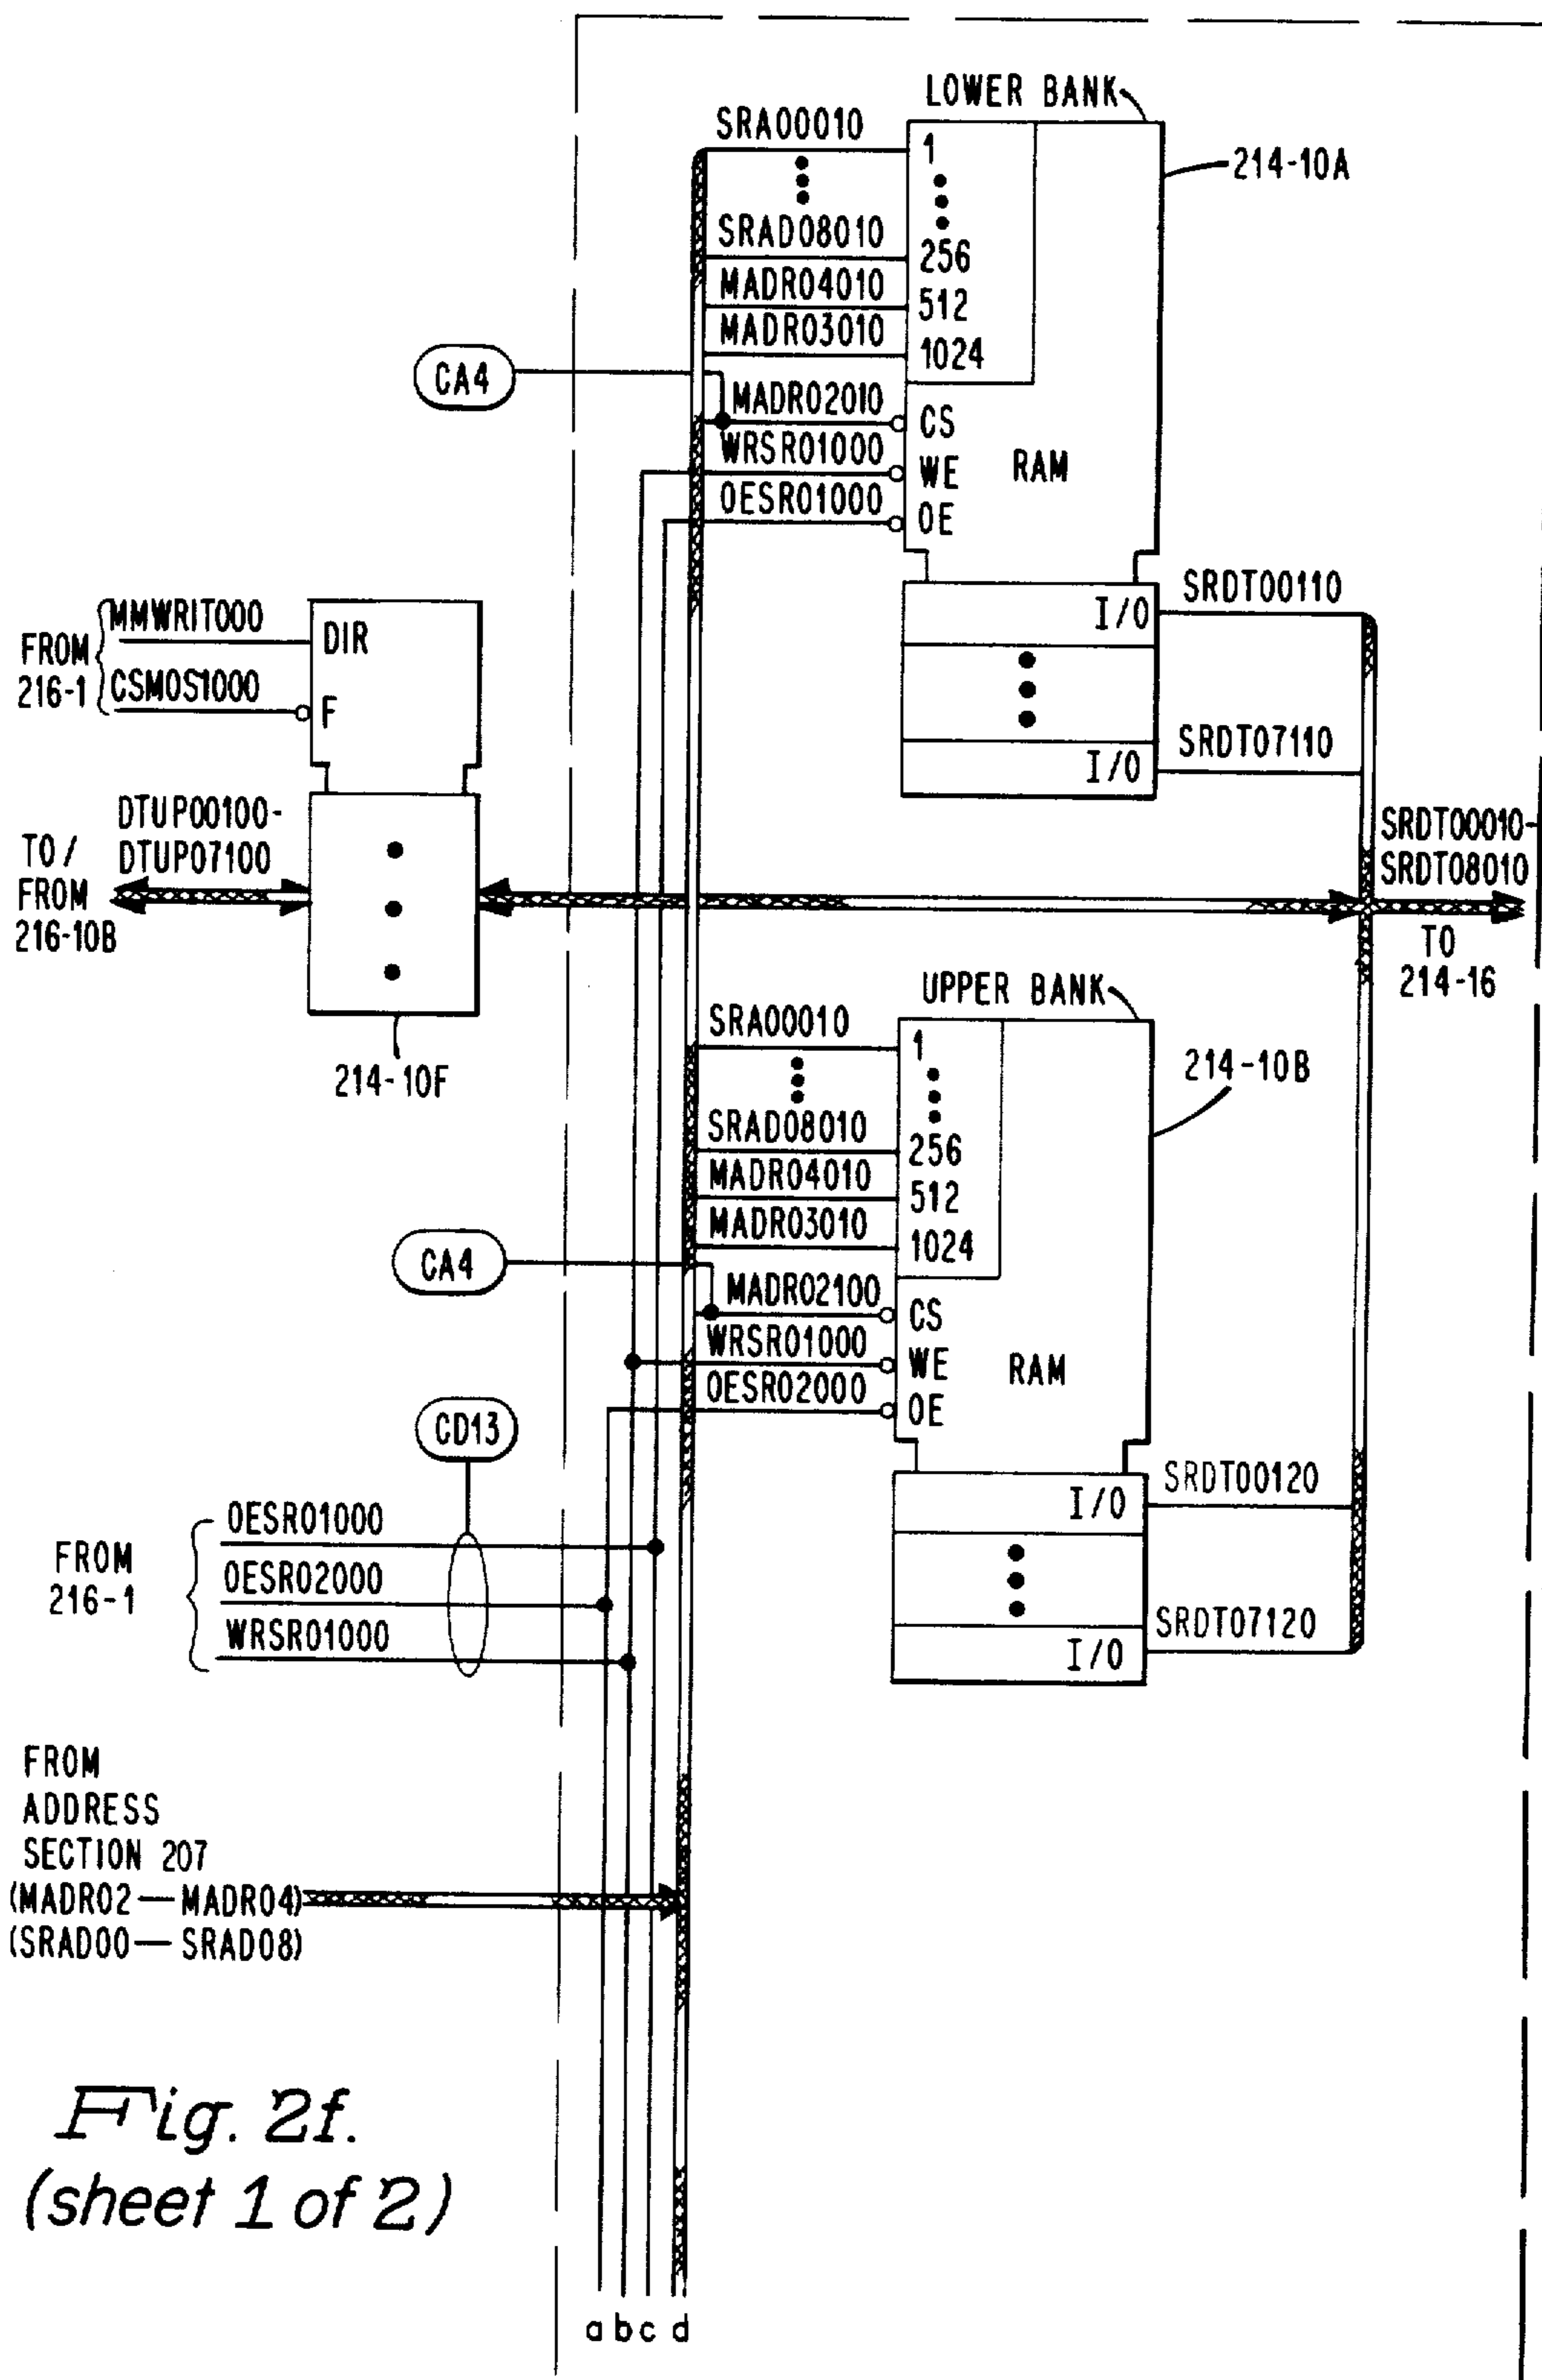 LOWER BANK
214-10A
SRA00010
SRAD08010
MADR04010
MADR03010
1
256
512
1024
CA4
MADR02010
WRSR01000
OESR01000
CS
WE
OE
RAM
I/O
SRDT00110
I/O
SRDT07110
FROM
216-1
MMWRIT000
CSMOS1000
DIR
F
TO /
FROM
216-10B
DTUP00100-
DTUP07100
214-10F
SRDT00010-
SRDT08010
TO
214-16
UPPER BANK
214-10B
SRA00010
SRAD08010
MADR04010
MADR03010
1
256
512
1024
CA4
MADR02100
WRSR01000
OESR02000
CS
WE
OE
RAM
I/O
SRDT00120
I/O
SRDT07120
CD13
FROM
216-1
OESR01000
OESR02000
WRSR01000
FROM
ADDRESS
SECTION 207
(MADR02—MADR04)
(SRAD00—SRAD08)
Fig. 2f.
(sheet 1 of 2)
a b c d